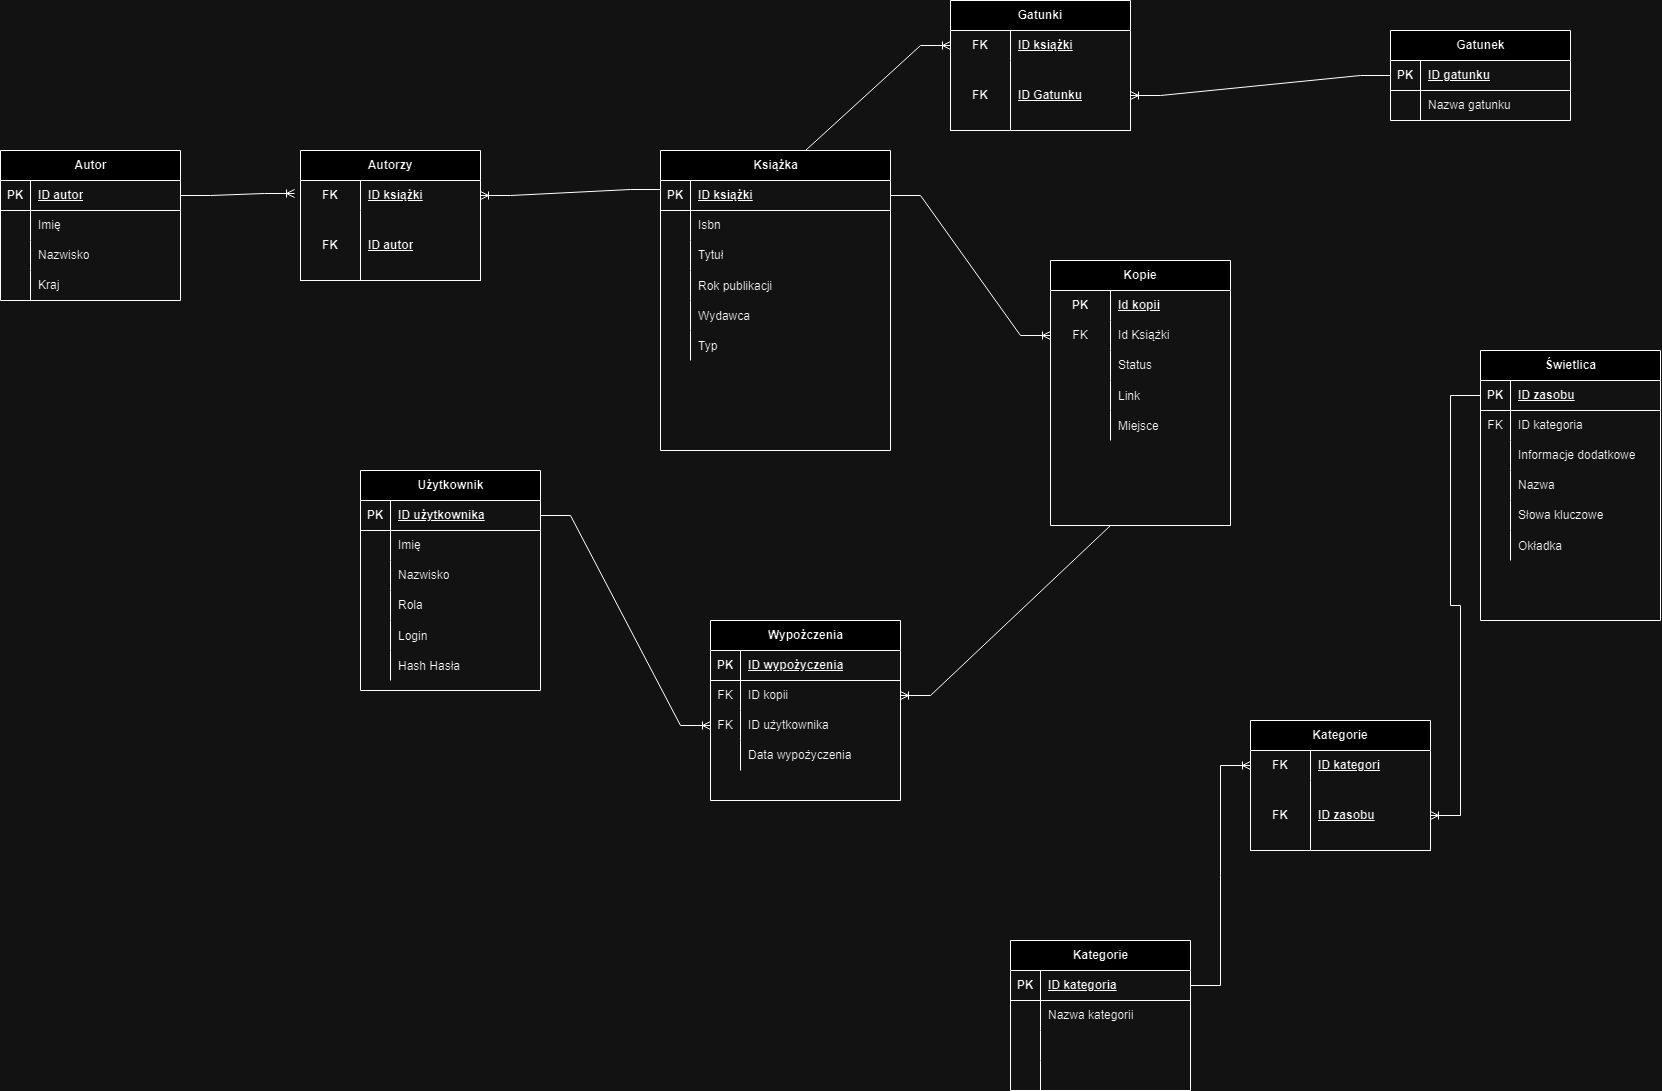 Gatunki
FK ID książki
FK ID Gatunku
Gatunek
PK ID gatunku
Nazwa gatunku
Autor
PK ID autor
Imię
Nazwisko
Kraj
Autorzy
FK ID książki
FK ID autor
Książka
PK ID książki
Isbn
Tytuł
Rok publikacji
Wydawca
Typ
Kopie
PK Id kopii
FK Id Książki
Status
Link
Miejsce
Świetlica
PK ID zasobu
FK ID kategoria
Informacje dodatkowe
Nazwa
Słowa kluczowe
Okładka
Użytkownik
PK ID użytkownika
Imię
Nazwisko
Rola
Login
Hash Hasła
Wypożczenia
PK ID wypożyczenia
FK ID kopii
FK ID użytkownika
Data wypożyczenia
Kategorie
FK ID kategori
FK ID zasobu
Kategorie
PK ID kategoria
Nazwa kategorii